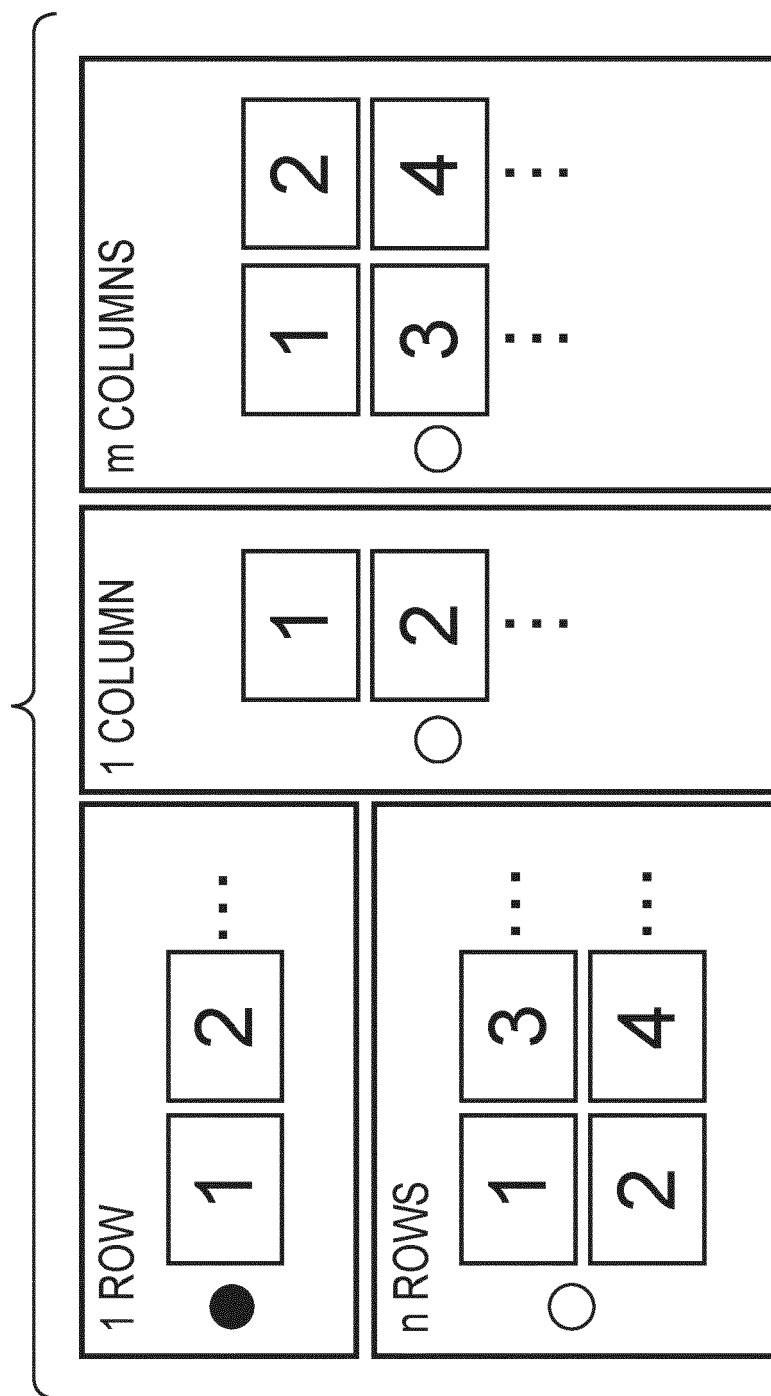 1 ROW
1 2 ...
n ROWS
1 3 ...
2 4 ...
1 COLUMN
1
2
⋮
m COLUMNS
1 2
3 4
⋮ ⋮